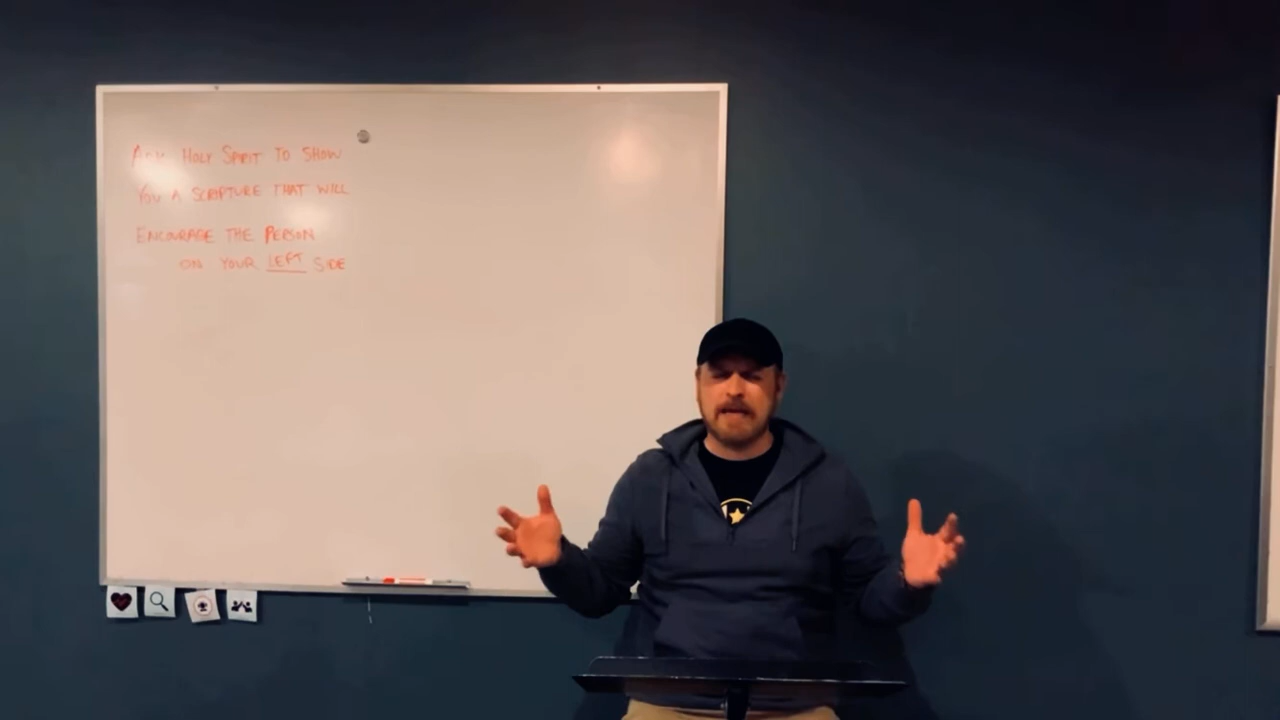 ASK HOLY SPIRIT TO SHOW
YOU A SCRIPTURE THAT WILL
ENCOURAGE THE PERSON
ON YOUR LEFT SIDE